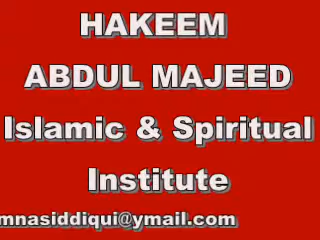 HAKEEM
ABDUL MAJEED
Islamic & Spiritual
Institute
mnasiddiqui@ymail.com